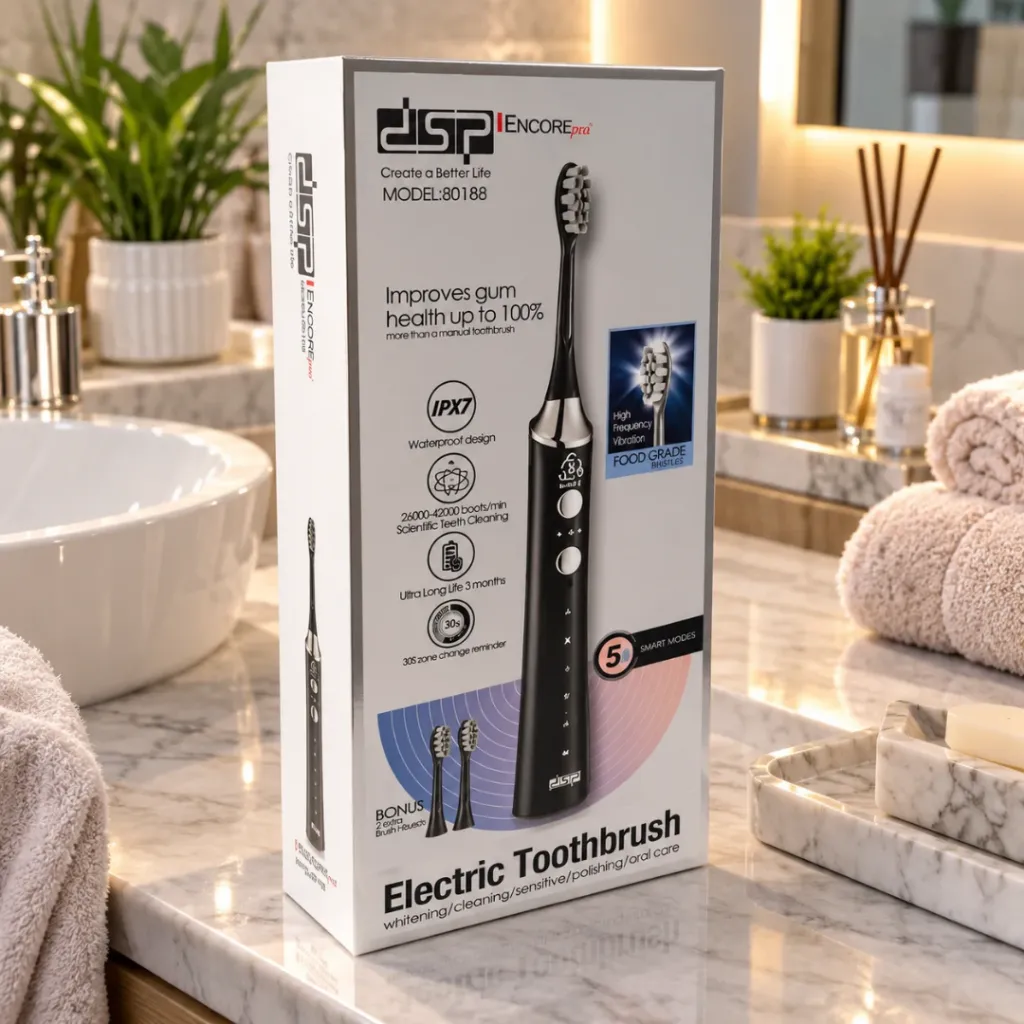 dsp ENCOREpro
Create a Better Life
MODEL:80188
Improves gum
health up to 100%
more than a manual toothbrush
IPX7
Waterproof design
26000-42000 boots/min
Scientific Teeth Cleaning
Ultra Long Life 3 months
30s
30S zone change reminder
High
Frequency
Vibration
FOOD GRADE
BRISTLES
5 SMART MODES
dsp
BONUS
2 extra
Electric Toothbrush
whitening/cleaning/sensitive/polishing/oral care
dsp ENCOREpro